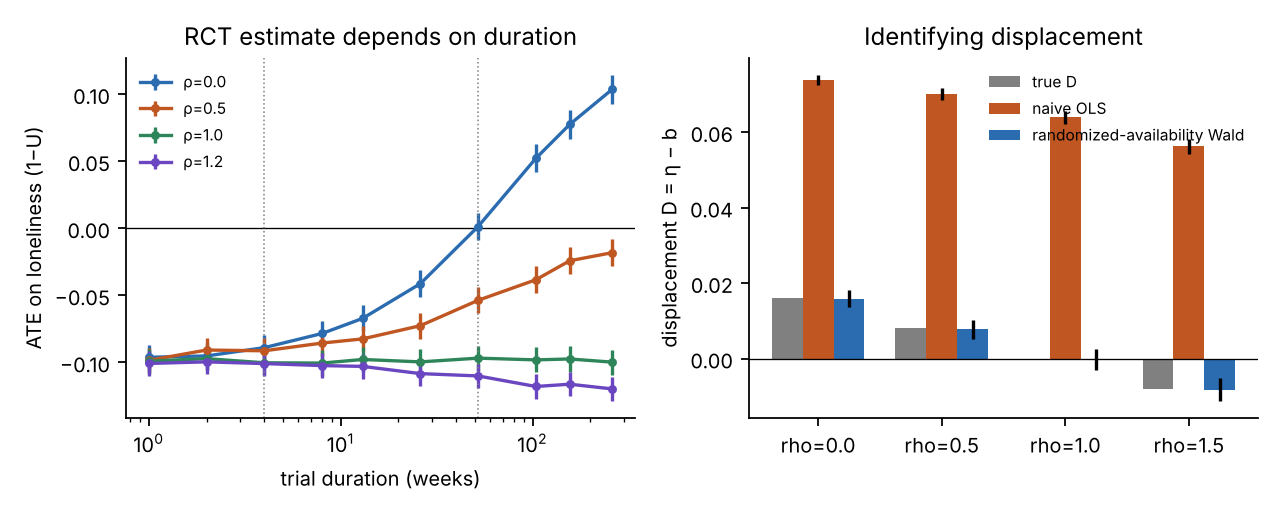 RCT estimate depends on duration
ρ=0.0
ρ=0.5
ρ=1.0
ρ=1.2
ATE on loneliness (1−U)
0.10
0.05
0.00
−0.05
−0.10
10⁰
10¹
10²
trial duration (weeks)
Identifying displacement
true D
naive OLS
randomized-availability Wald
displacement D = η − b
0.06
0.04
0.02
0.00
rho=0.0
rho=0.5
rho=1.0
rho=1.5